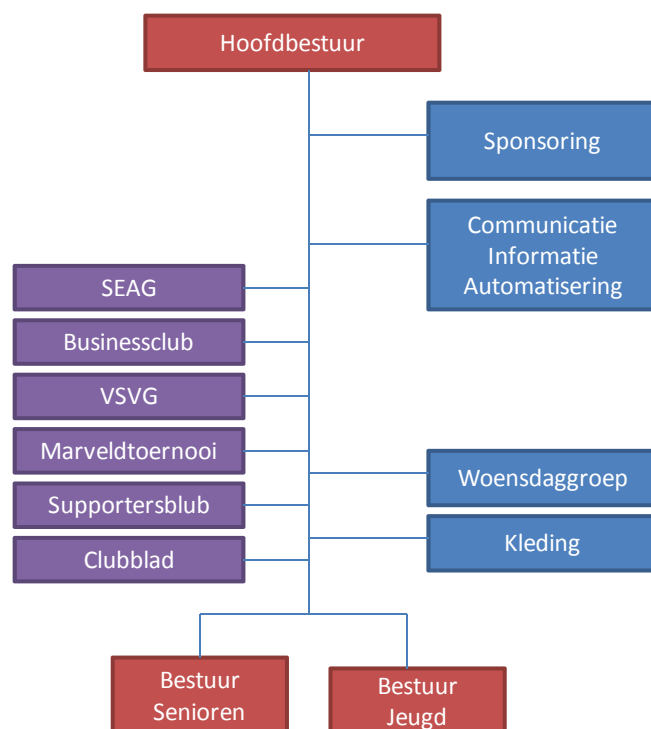 Hoofdbestuur
Sponsoring
Communicatie
Informatie
Automatisering
SEAG
Businessclub
VSVG
Marveldtoernooi
Supportersblub
Clubblad
Woensdaggroep
Kleding
Bestuur
Senioren
Bestuur
Jeugd